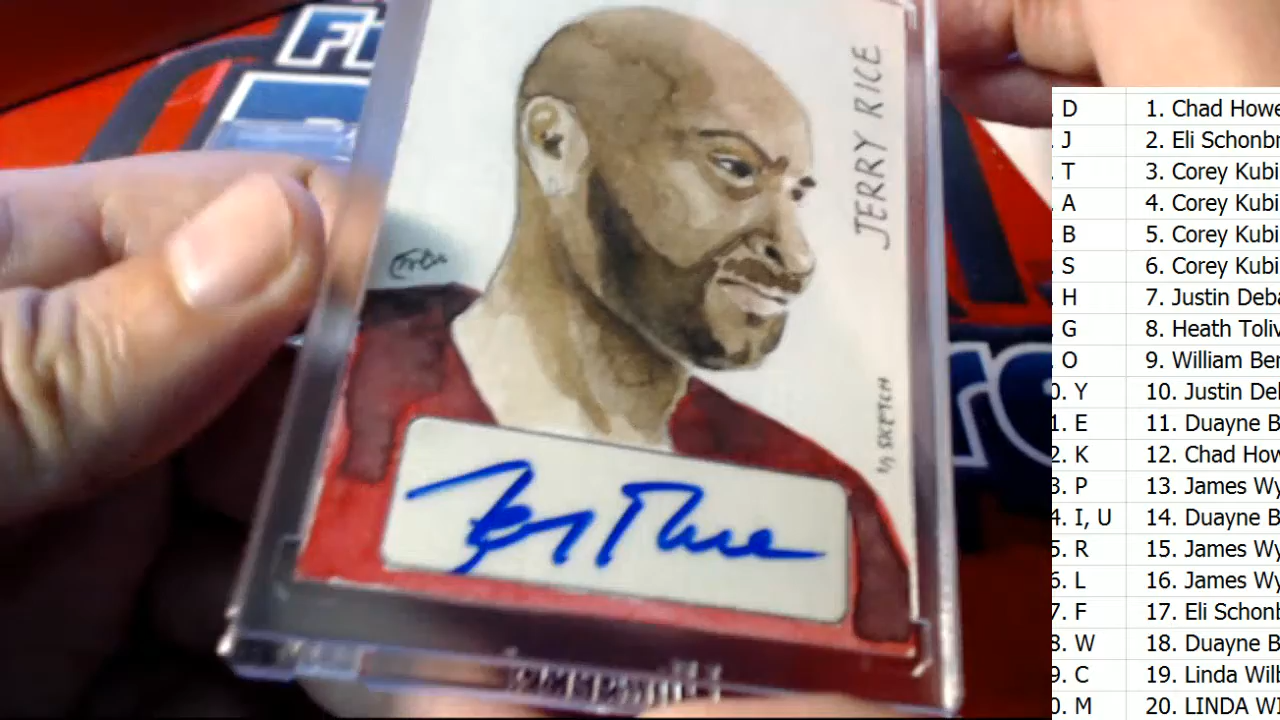 JERRY RICE
1/1 SKETCH
Jerry Rice
. D 1. Chad Howe
. J 2. Eli Schonbr
. T 3. Corey Kubi
. A 4. Corey Kubi
. B 5. Corey Kubi
. S 6. Corey Kubi
. H 7. Justin Deba
. G 8. Heath Toliv
. O 9. William Ber
0. Y 10. Justin Del
1. E 11. Duayne B
2. K 12. Chad How
3. P 13. James Wy
4. I, U 14. Duayne B
5. R 15. James Wy
6. L 16. James Wy
7. F 17. Eli Schonb
8. W 18. Duayne B
9. C 19. Linda Wilb
0. M 20. LINDA WI